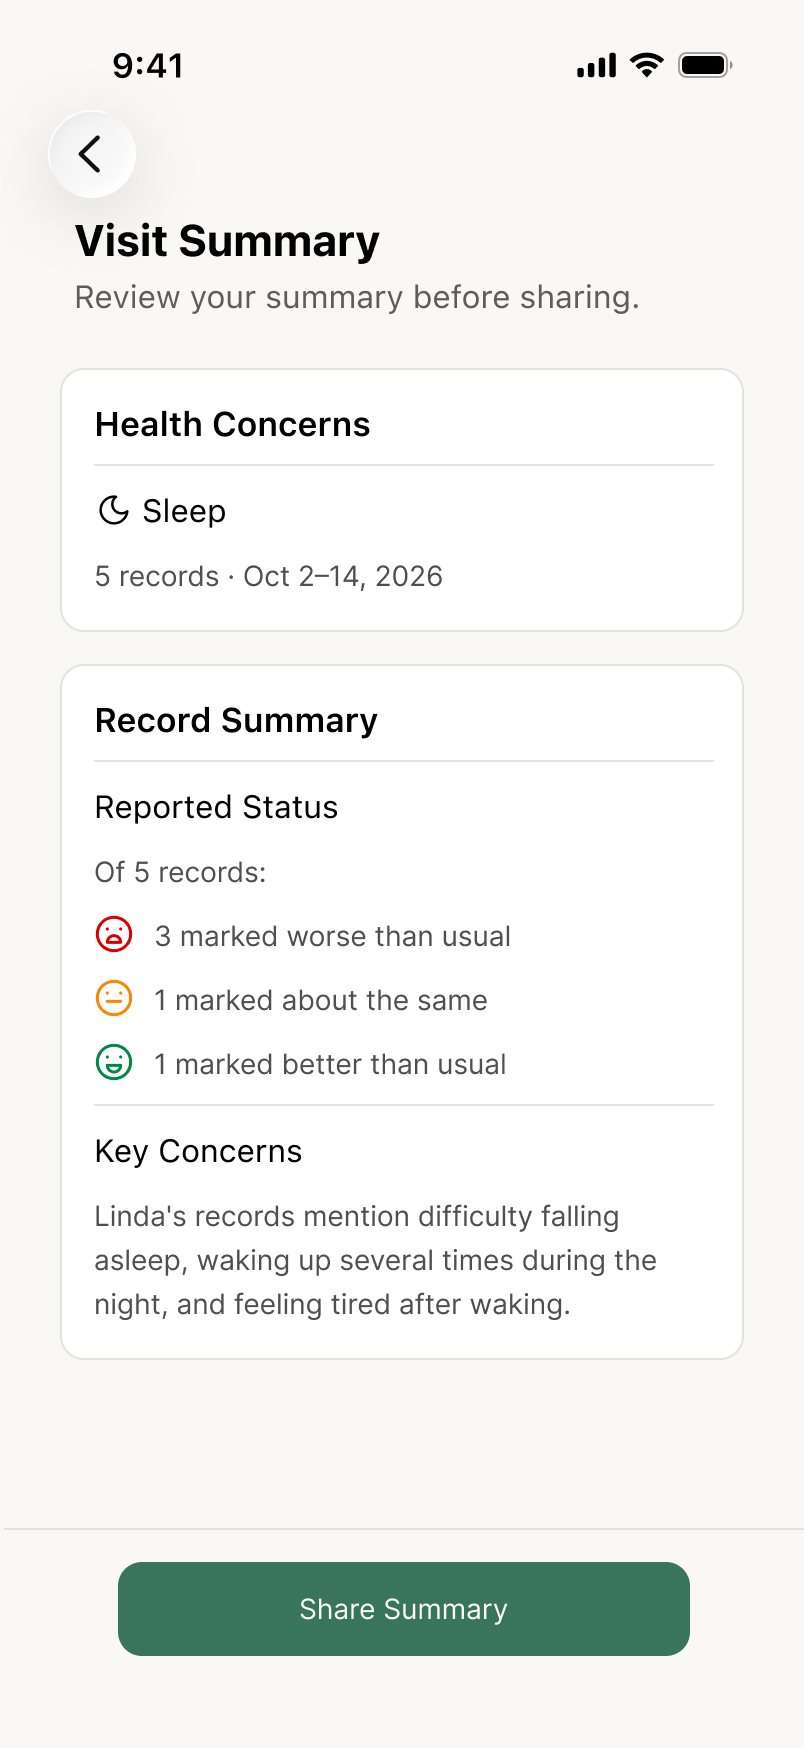 9:41
Visit Summary
Review your summary before sharing.
Health Concerns
Sleep
5 records · Oct 2–14, 2026
Record Summary
Reported Status
Of 5 records:
3 marked worse than usual
1 marked about the same
1 marked better than usual
Key Concerns
Linda's records mention difficulty falling
asleep, waking up several times during the
night, and feeling tired after waking.
Share Summary